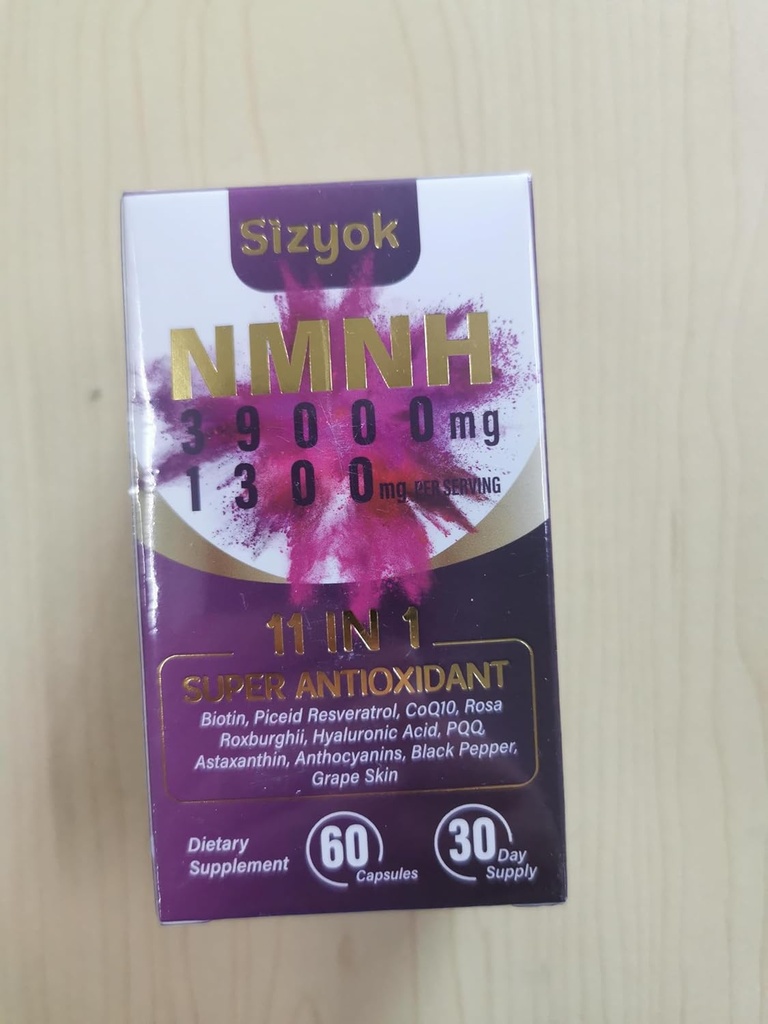 Sizyok
NMNH
39000mg
1300mg PER SERVING
11 IN 1
SUPER ANTIOXIDANT
Biotin, Piceid Resveratrol, CoQ10, Rosa
Roxburghii, Hyaluronic Acid, PQQ,
Astaxanthin, Anthocyanins, Black Pepper,
Grape Skin
Dietary
Supplement
60
Capsules
30
Day
Supply